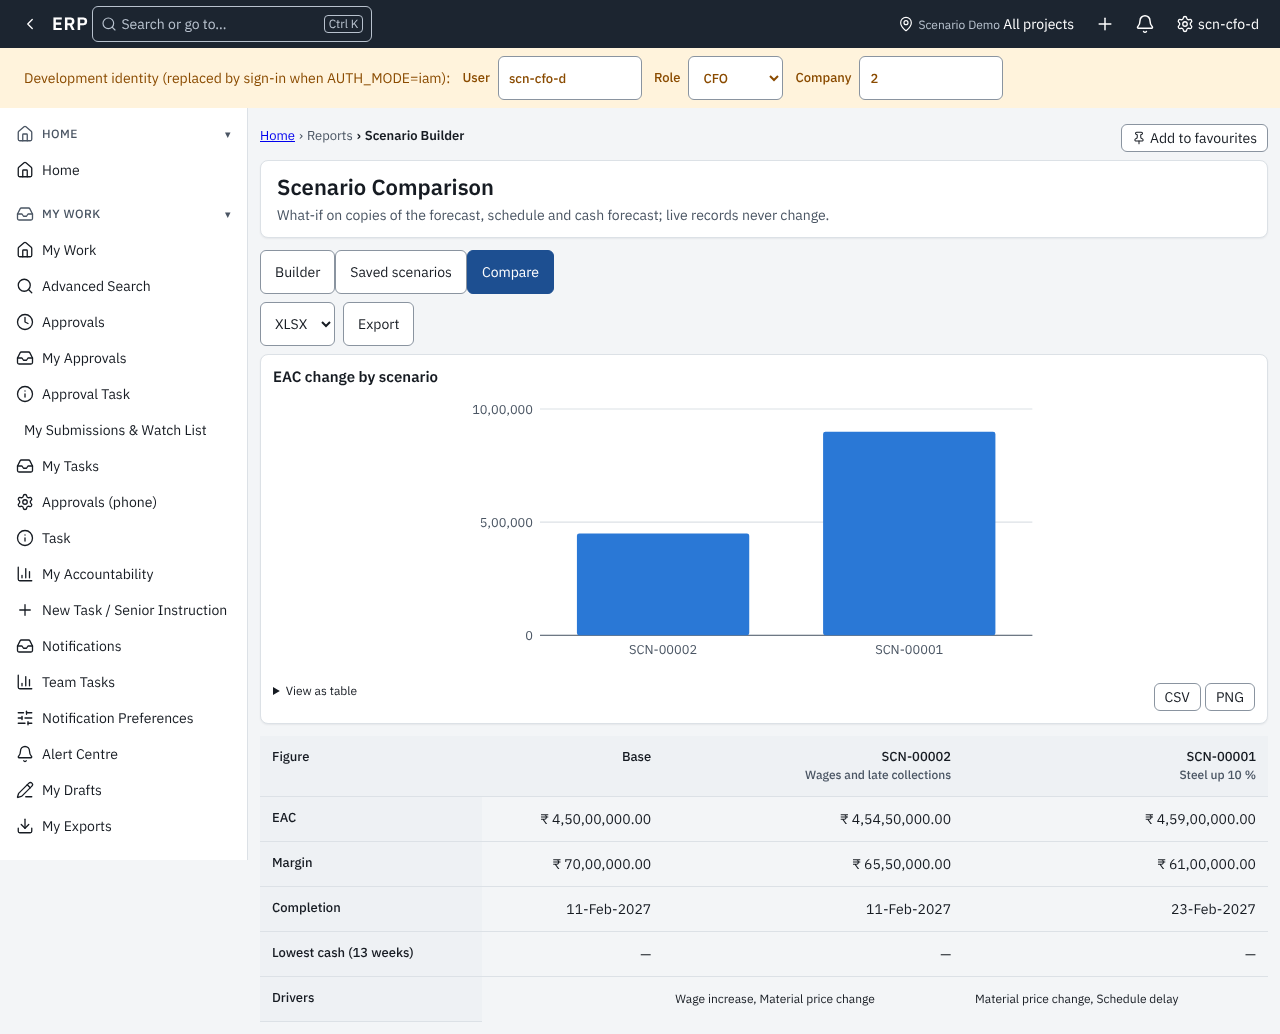 ERP
Search or go to...
Ctrl K
Scenario Demo All projects
scn-cfo-d
Development identity (replaced by sign-in when AUTH_MODE=iam): User scn-cfo-d Role CFO Company 2
HOME
Home
MY WORK
My Work
Advanced Search
Approvals
My Approvals
Approval Task
My Submissions & Watch List
My Tasks
Approvals (phone)
Task
My Accountability
New Task / Senior Instruction
Notifications
Team Tasks
Notification Preferences
Alert Centre
My Drafts
My Exports
Home › Reports › Scenario Builder
Add to favourites
Scenario Comparison
What-if on copies of the forecast, schedule and cash forecast; live records never change.
Builder Saved scenarios Compare
XLSX Export
EAC change by scenario
10,00,000
5,00,000
0
SCN-00002 SCN-00001
View as table
CSV PNG
Figure Base SCN-00002 SCN-00001
Wages and late collections Steel up 10 %
EAC ₹ 4,50,00,000.00 ₹ 4,54,50,000.00 ₹ 4,59,00,000.00
Margin ₹ 70,00,000.00 ₹ 65,50,000.00 ₹ 61,00,000.00
Completion 11-Feb-2027 11-Feb-2027 23-Feb-2027
Lowest cash (13 weeks) — — —
Drivers Wage increase, Material price change Material price change, Schedule delay